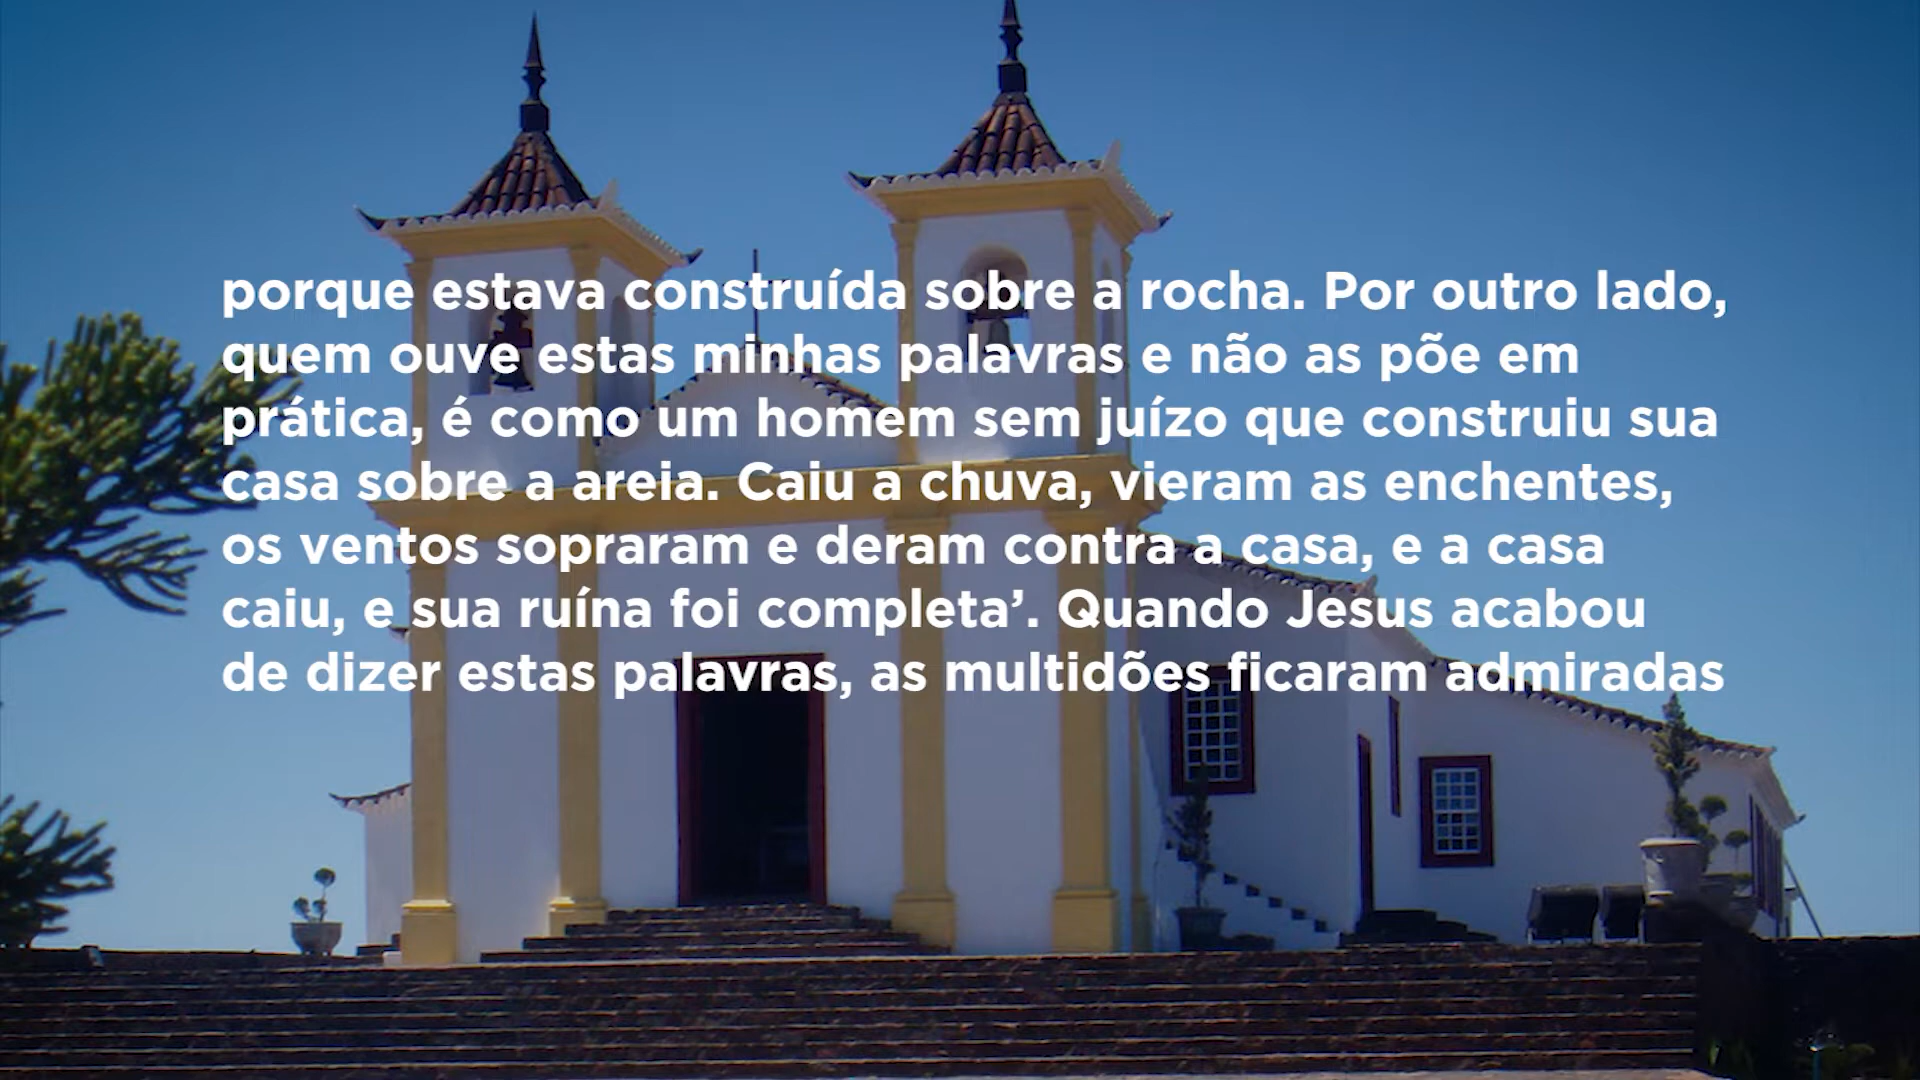 porque estava construída sobre a rocha. Por outro lado,
quem ouve estas minhas palavras e não as põe em
prática, é como um homem sem juízo que construiu sua
casa sobre a areia. Caiu a chuva, vieram as enchentes,
os ventos sopraram e deram contra a casa, e a casa
caiu, e sua ruína foi completa’. Quando Jesus acabou
de dizer estas palavras, as multidões ficaram admiradas